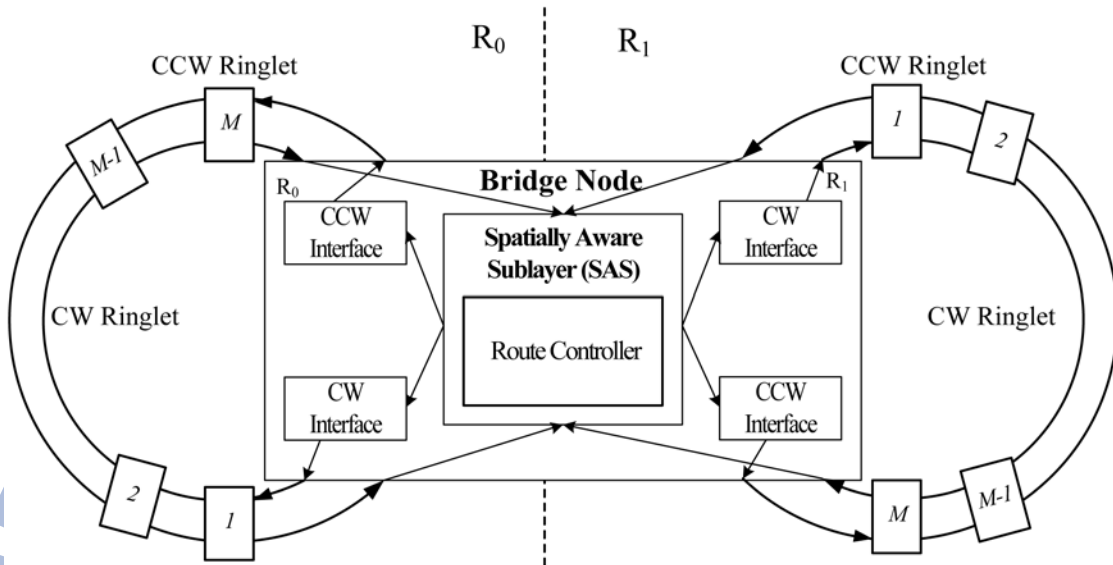 R₀
R₁
CCW Ringlet
CCW Ringlet
M
1
M-1
2
Bridge Node
R₀
R₁
CCW
Interface
CW
Interface
Spatially Aware
Sublayer (SAS)
CW Ringlet
CW Ringlet
Route Controller
CW
Interface
CCW
Interface
2
1
M
M-1